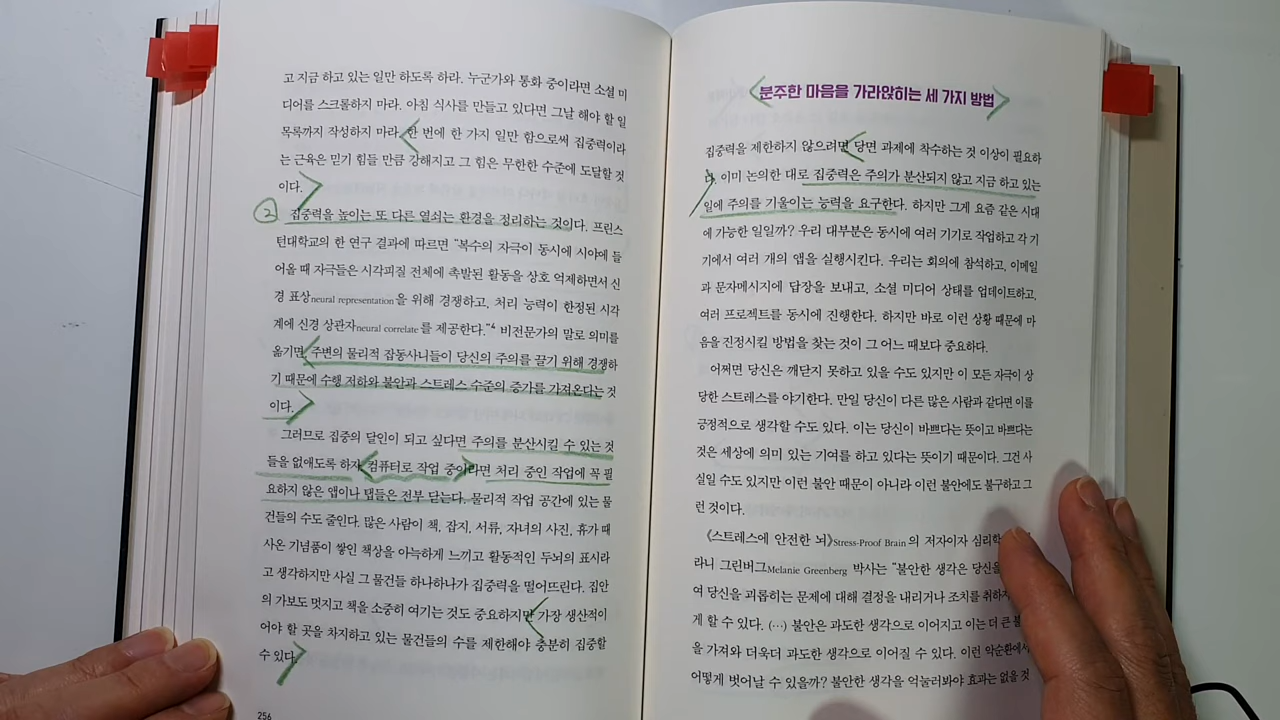 고 지금 하고 있는 일만 하도록 하라. 누군가와 통화 중이라면 소셜 미
디어를 스크롤하지 마라. 아침 식사를 만들고 있다면 그날 해야 할 일
목록까지 작성하지 마라. 한 번에 한 가지 일만 함으로써 집중력이라
는 근육은 믿기 힘들 만큼 강해지고 그 힘은 무한한 수준에 도달할 것
이다.
② 집중력을 높이는 또 다른 열쇠는 환경을 정리하는 것이다. 프린스
턴대학교의 한 연구 결과에 따르면 “복수의 자극이 동시에 시야에 들
어올 때 자극들은 시각피질 전체에 촉발된 활동을 상호 억제하면서 신
경 표상neural representation을 위해 경쟁하고, 처리 능력이 한정된 시각
계에 신경 상관자neural correlate를 제공한다.”4 비전문가의 말로 의미를
옮기면, 주변의 물리적 잡동사니들이 당신의 주의를 끌기 위해 경쟁하
기 때문에 수행 저하와 불안과 스트레스 수준의 증가를 가져온다는 것
이다.
그러므로 집중의 달인이 되고 싶다면 주의를 분산시킬 수 있는 것
들을 없애도록 하자. 컴퓨터로 작업 중이라면 처리 중인 작업에 꼭 필
요하지 않은 앱이나 탭들은 전부 닫는다. 물리적 작업 공간에 있는 물
건들의 수도 줄인다. 많은 사람이 책, 잡지, 서류, 자녀의 사진, 휴가 때
사온 기념품이 쌓인 책상을 아늑하게 느끼고 활동적인 두뇌의 표시라
고 생각하지만 사실 그 물건들 하나하나가 집중력을 떨어뜨린다. 집안
의 가보도 멋지고 책을 소중히 여기는 것도 중요하지만 가장 생산적이
어야 할 곳을 차지하고 있는 물건들의 수를 제한해야 충분히 집중할
수 있다.
256
분주한 마음을 가라앉히는 세 가지 방법
집중력을 제한하지 않으려면 당면 과제에 착수하는 것 이상이 필요하
다. 이미 논의한 대로 집중력은 주의가 분산되지 않고 지금 하고 있는
일에 주의를 기울이는 능력을 요구한다. 하지만 그게 요즘 같은 시대
에 가능한 일일까? 우리 대부분은 동시에 여러 기기로 작업하고 각 기
기에서 여러 개의 앱을 실행시킨다. 우리는 회의에 참석하고, 이메일
과 문자메시지에 답장을 보내고, 소셜 미디어 상태를 업데이트하고,
여러 프로젝트를 동시에 진행한다. 하지만 바로 이런 상황 때문에 마
음을 진정시킬 방법을 찾는 것이 그 어느 때보다 중요하다.
어쩌면 당신은 깨닫지 못하고 있을 수도 있지만 이 모든 자극이 상
당한 스트레스를 야기한다. 만일 당신이 다른 많은 사람과 같다면 이를
긍정적으로 생각할 수도 있다. 이는 당신이 바쁘다는 뜻이고 바쁘다는
것은 세상에 의미 있는 기여를 하고 있다는 뜻이기 때문이다. 그건 사
실일 수도 있지만 이런 불안 때문이 아니라 이런 불안에도 불구하고 그
런 것이다.
《스트레스에 안전한 뇌》Stress-Proof Brain의 저자이자 심리학
라니 그린버그Melanie Greenberg 박사는 “불안한 생각은 당신을
여 당신을 괴롭히는 문제에 대해 결정을 내리거나 조치를 취하
게 할 수 있다. (…) 불안은 과도한 생각으로 이어지고 이는 더 큰
을 가져와 더욱더 과도한 생각으로 이어질 수 있다. 이런 악순환에서
어떻게 벗어날 수 있을까? 불안한 생각을 억눌러봐야 효과는 없을 것